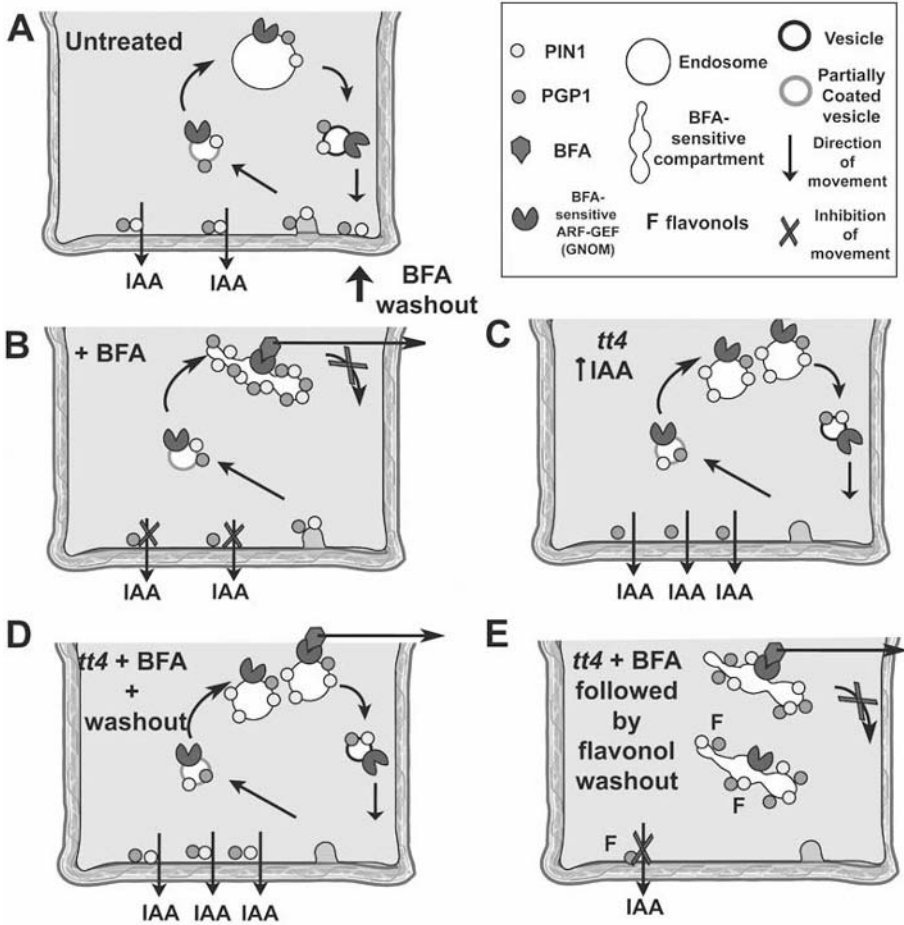 A
Untreated
IAA
IAA
BFA
washout
PIN1
PGP1
BFA
BFA-
sensitive
ARF-GEF
(GNOM)
Endosome
BFA-
sensitive
compartment
F flavonols
Vesicle
Partially
Coated
vesicle
Direction
of
movement
Inhibition
of
movement
B
+ BFA
IAA
IAA
C
tt4
↑IAA
IAA
IAA
IAA
D
tt4 + BFA
+
washout
IAA
IAA
IAA
E
tt4 + BFA
followed
by
flavonol
washout
F
F
F
IAA